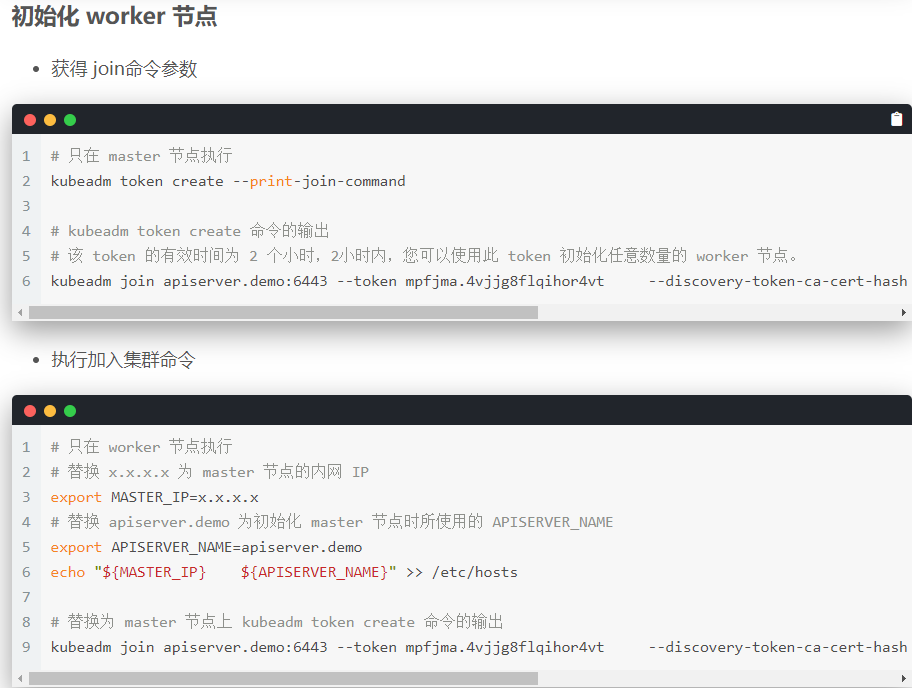 初始化 worker 节点
• 获得 join命令参数
1 # 只在 master 节点执行
2 kubeadm token create --print-join-command
3
4 # kubeadm token create 命令的输出
5 # 该 token 的有效时间为 2 个小时，2小时内，您可以使用此 token 初始化任意数量的 worker 节点。
6 kubeadm join apiserver.demo:6443 --token mpfjma.4vjjg8flqihor4vt     --discovery-token-ca-cert-hash
• 执行加入集群命令
1 # 只在 worker 节点执行
2 # 替换 x.x.x.x 为 master 节点的内网 IP
3 export MASTER_IP=x.x.x.x
4 # 替换 apiserver.demo 为初始化 master 节点时所使用的 APISERVER_NAME
5 export APISERVER_NAME=apiserver.demo
6 echo "${MASTER_IP}    ${APISERVER_NAME}" >> /etc/hosts
7
8 # 替换为 master 节点上 kubeadm token create 命令的输出
9 kubeadm join apiserver.demo:6443 --token mpfjma.4vjjg8flqihor4vt     --discovery-token-ca-cert-hash